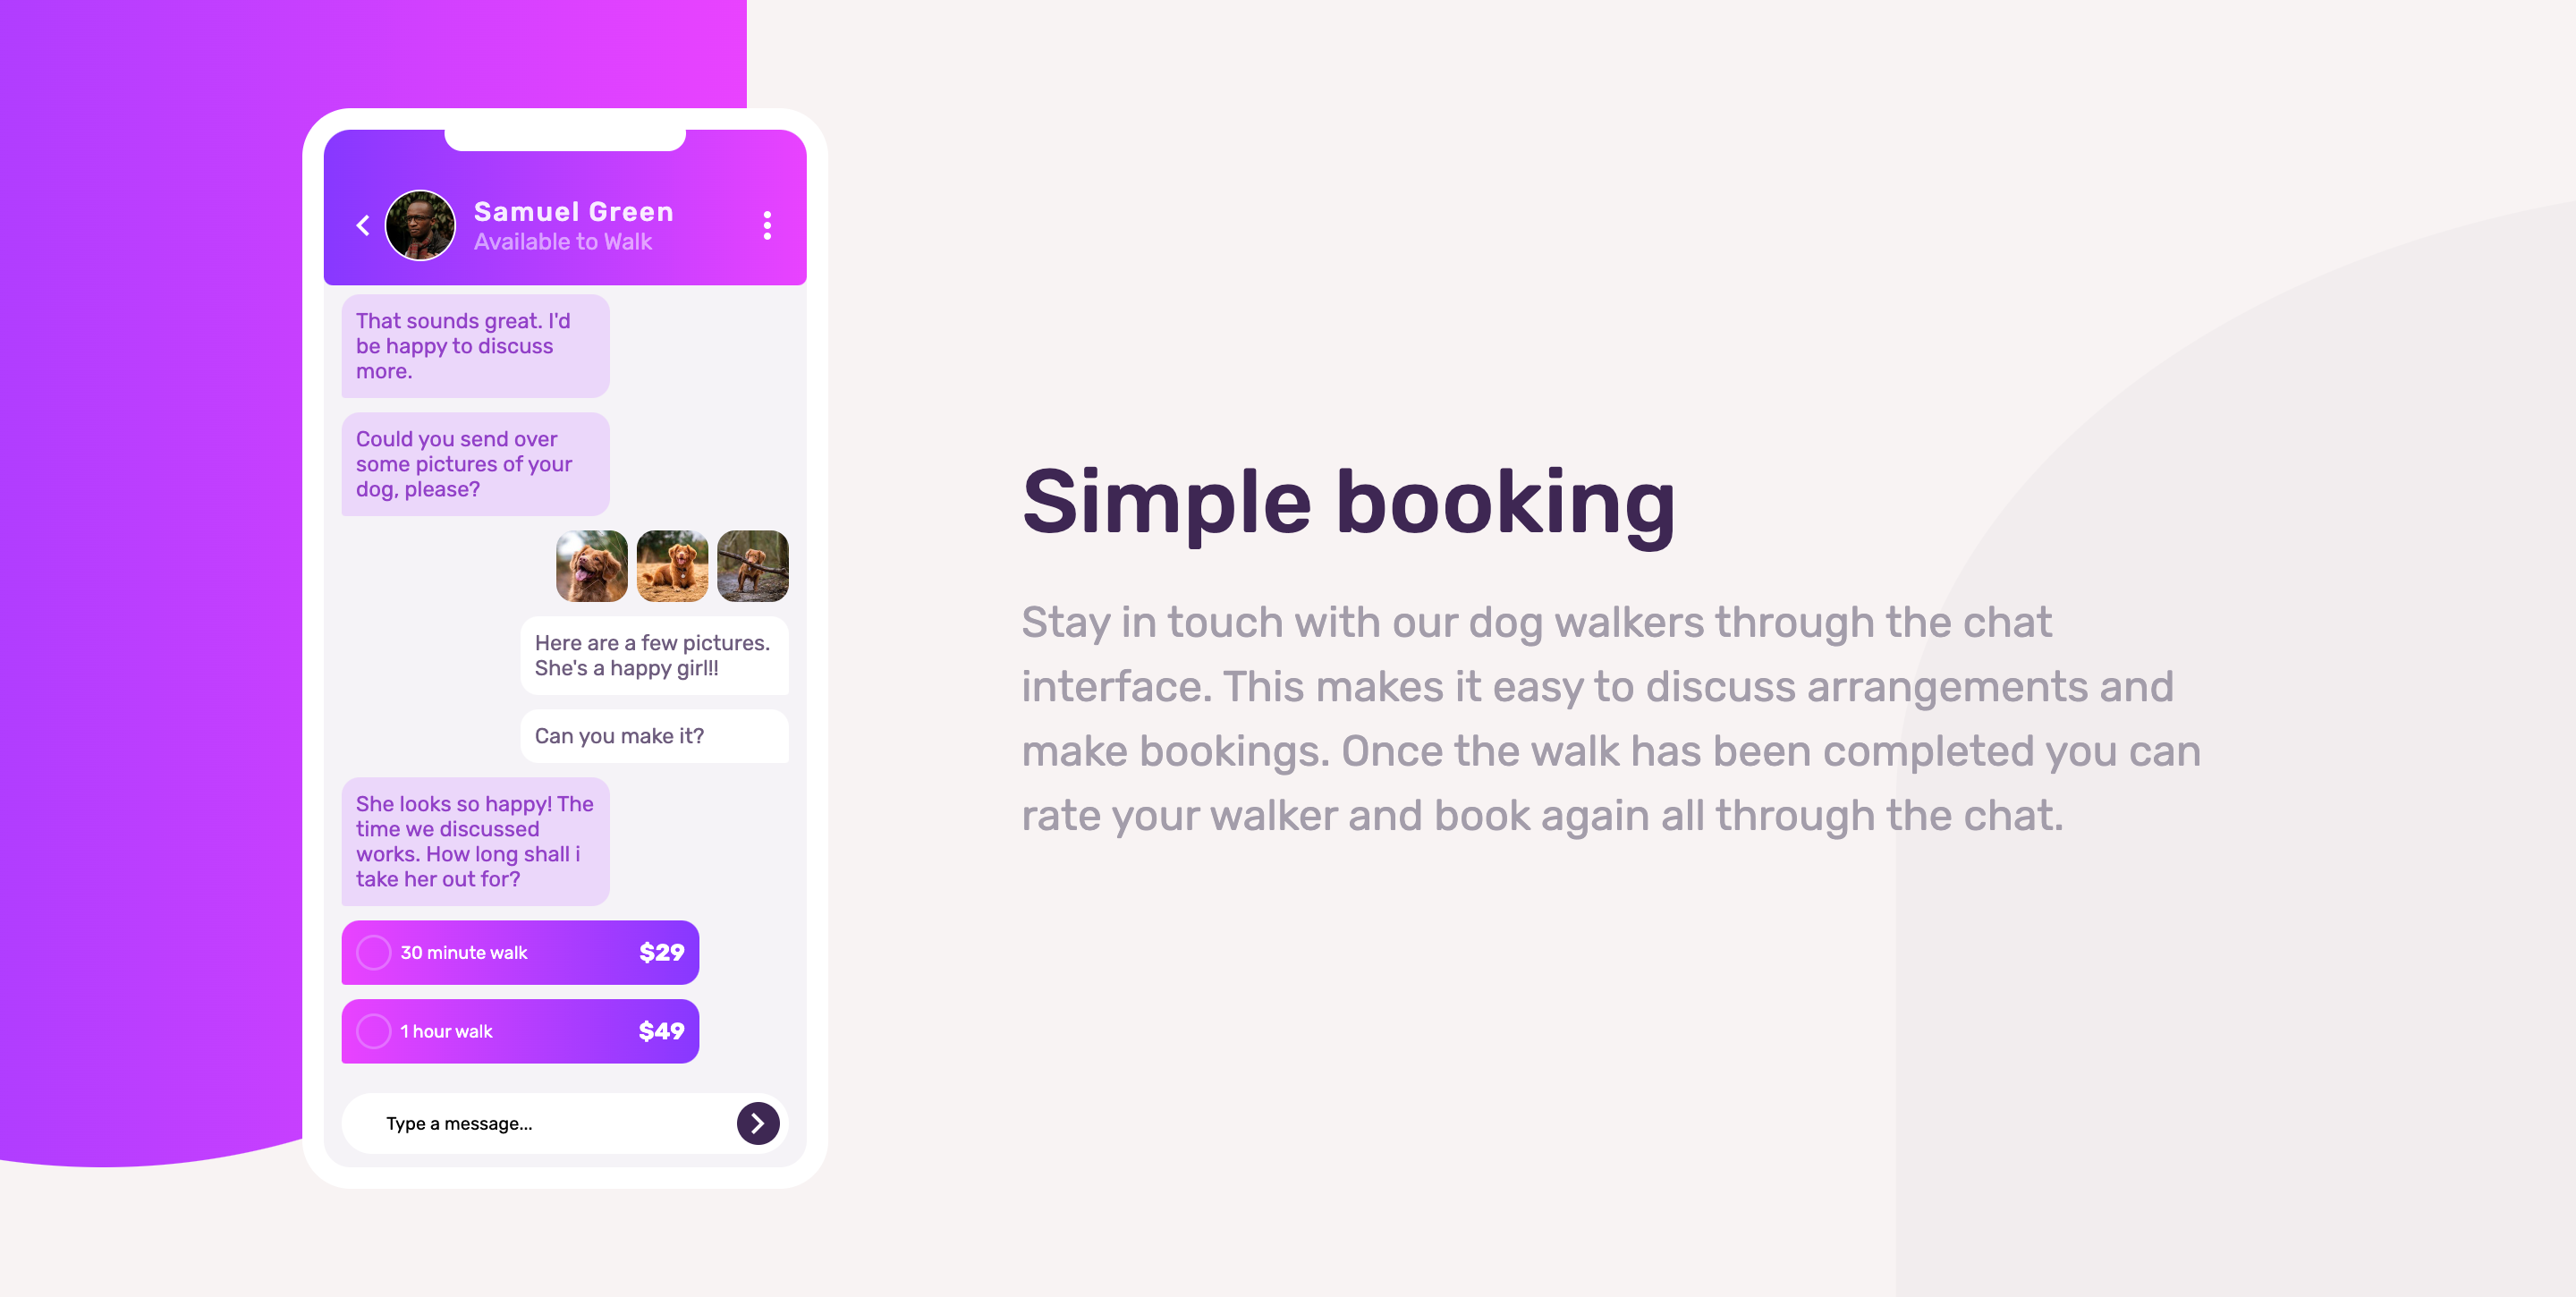 Samuel Green
Available to Walk
That sounds great. I'd
be happy to discuss
more.
Could you send over
some pictures of your
dog, please?
Here are a few pictures.
She's a happy girl!!
Can you make it?
She looks so happy! The
time we discussed
works. How long shall i
take her out for?
30 minute walk $29
1 hour walk $49
Type a message...
Simple booking
Stay in touch with our dog walkers through the chat
interface. This makes it easy to discuss arrangements and
make bookings. Once the walk has been completed you can
rate your walker and book again all through the chat.